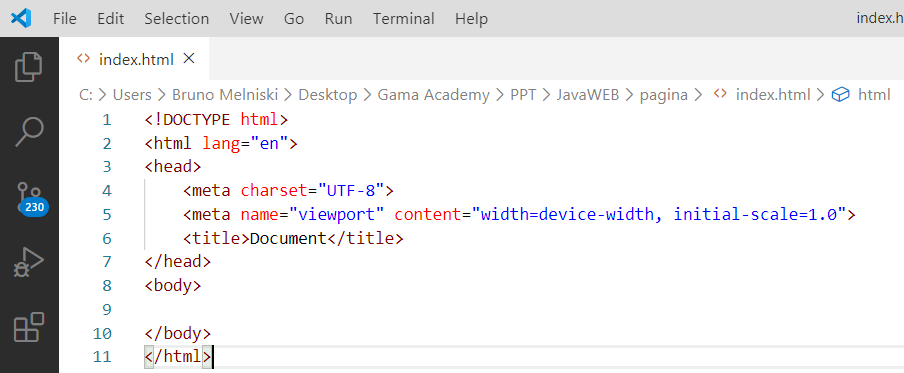 File Edit Selection View Go Run Terminal Help index.h
index.html
C: > Users > Bruno Melniski > Desktop > Gama Academy > PPT > JavaWEB > pagina > index.html > html
1 <!DOCTYPE html>
2 <html lang="en">
3 <head>
4     <meta charset="UTF-8">
5     <meta name="viewport" content="width=device-width, initial-scale=1.0">
6     <title>Document</title>
7 </head>
8 <body>
9
10 </body>
11 </html>
230